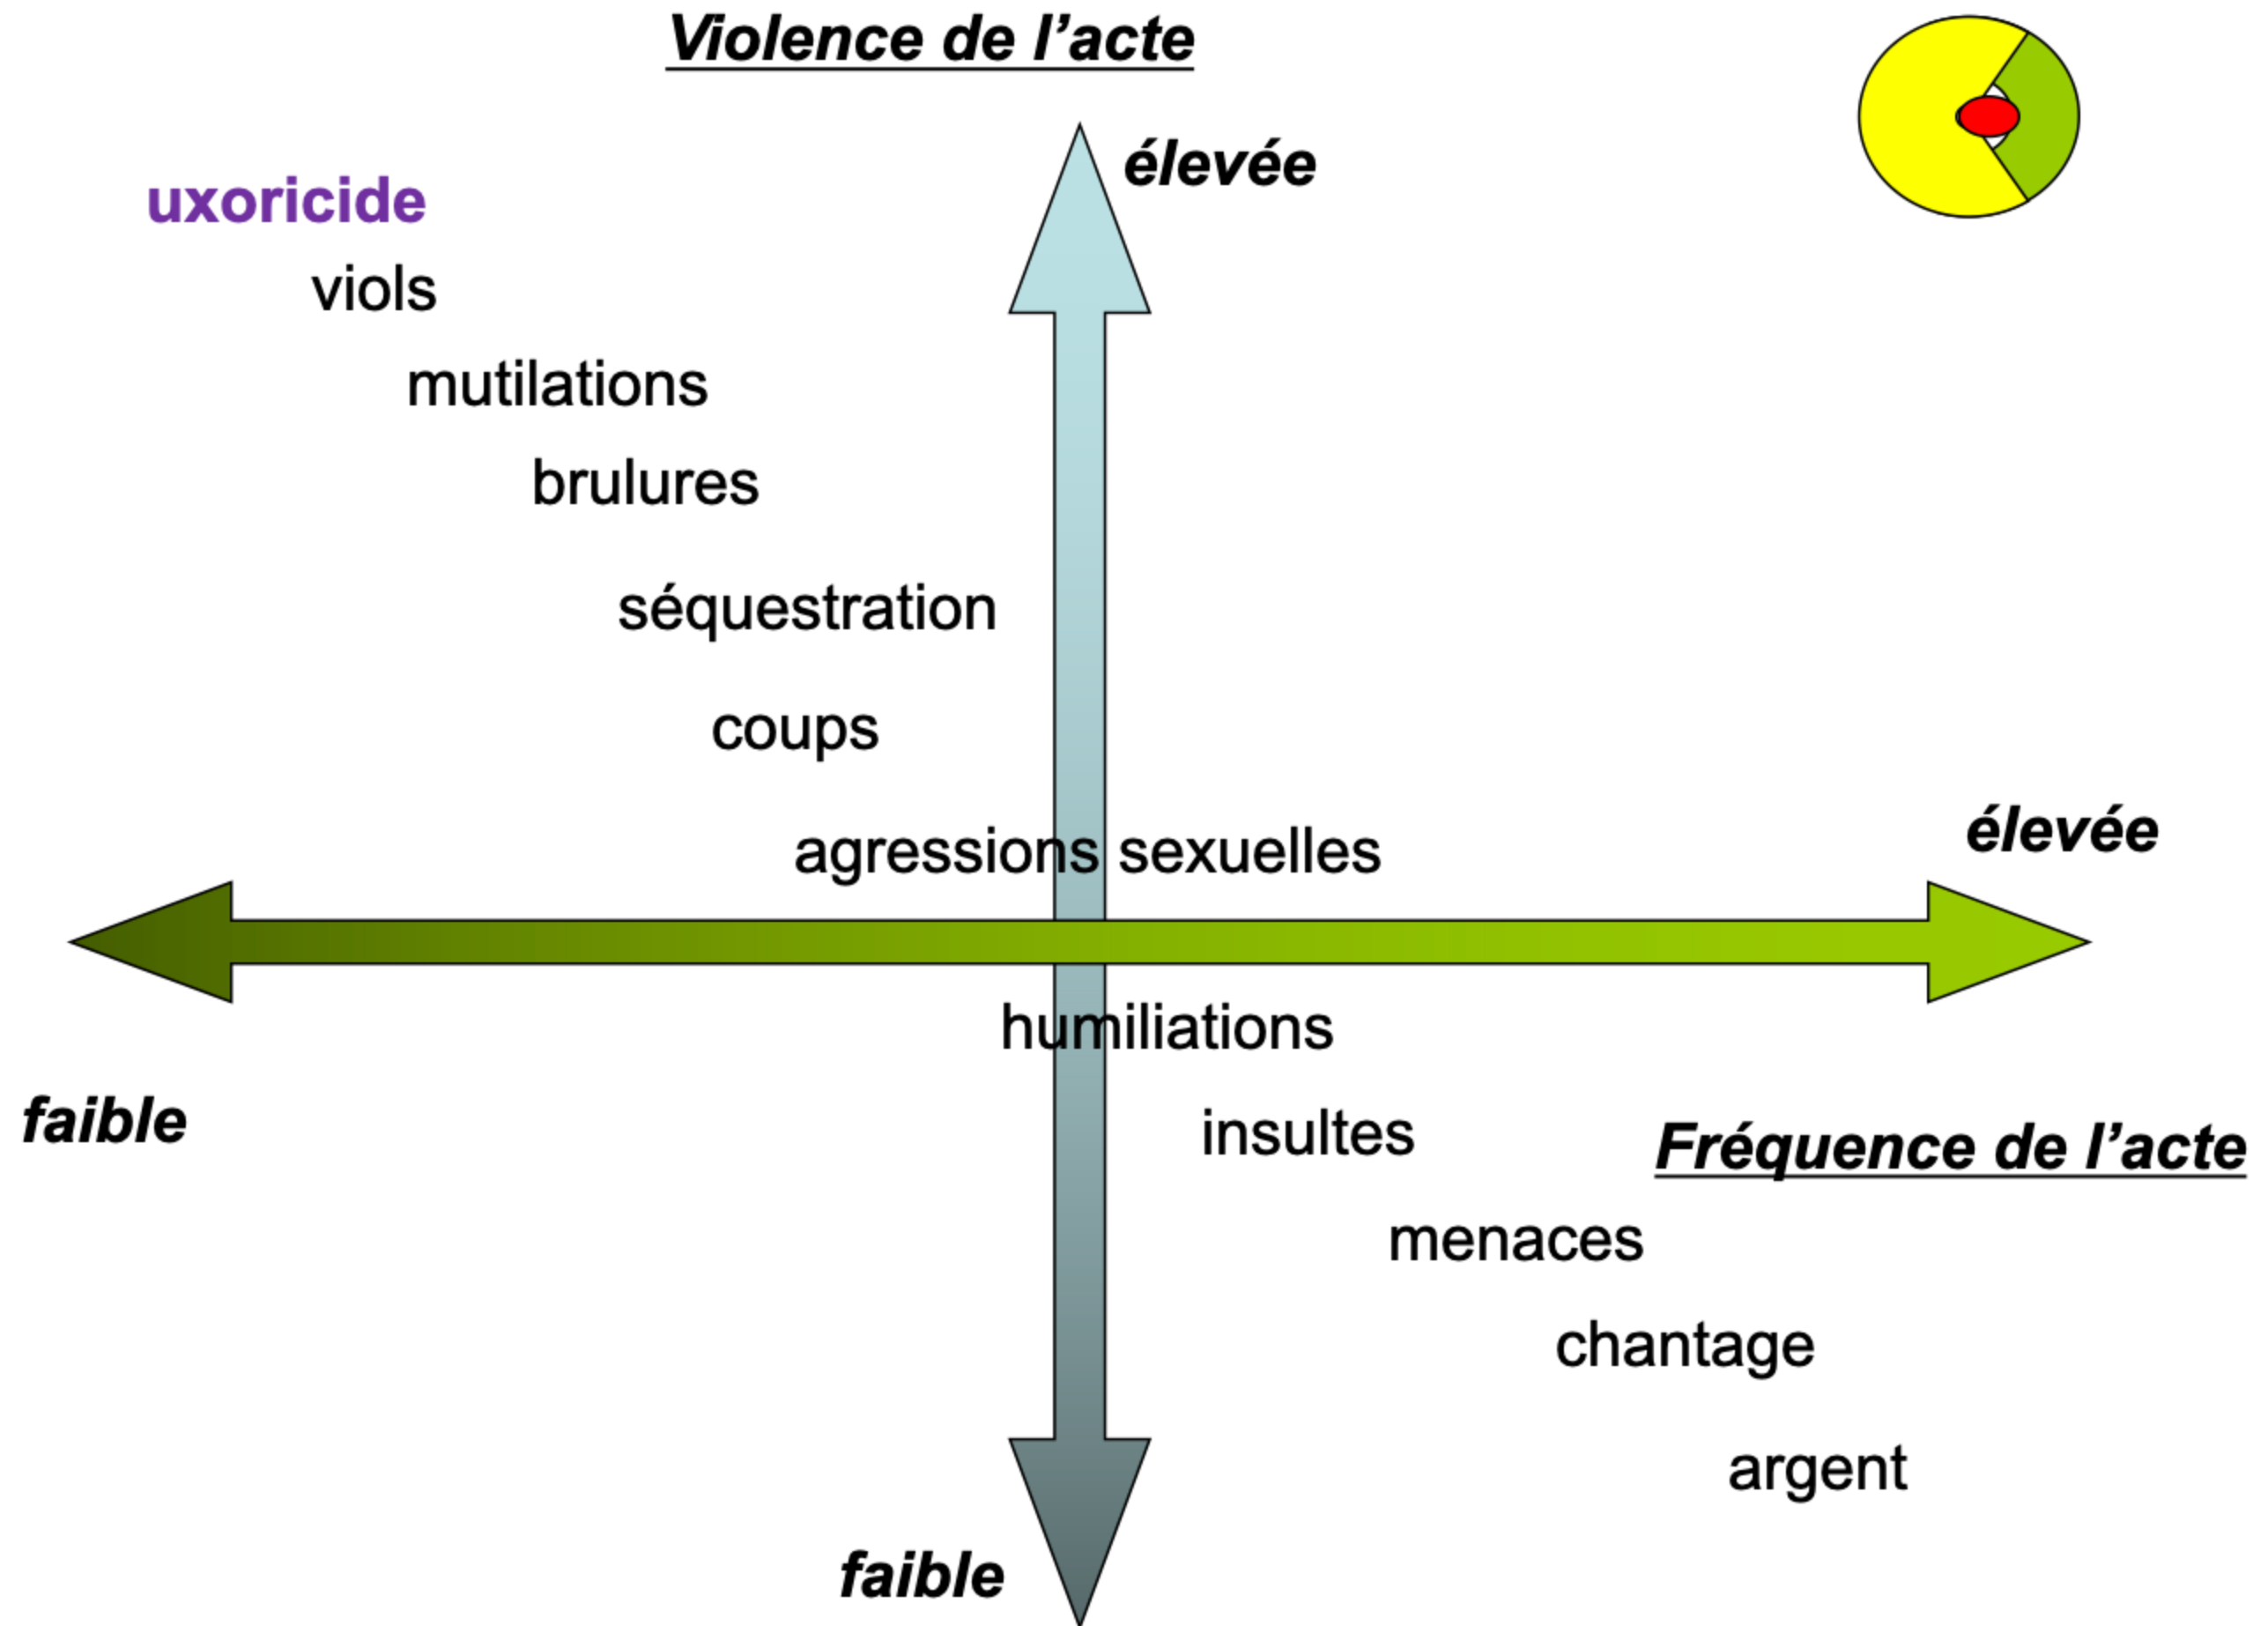 Violence de l’acte
élevée
uxoricide
viols
mutilations
brulures
séquestration
coups
agressions sexuelles
élevée
humiliations
faible
insultes
Fréquence de l’acte
menaces
chantage
argent
faible